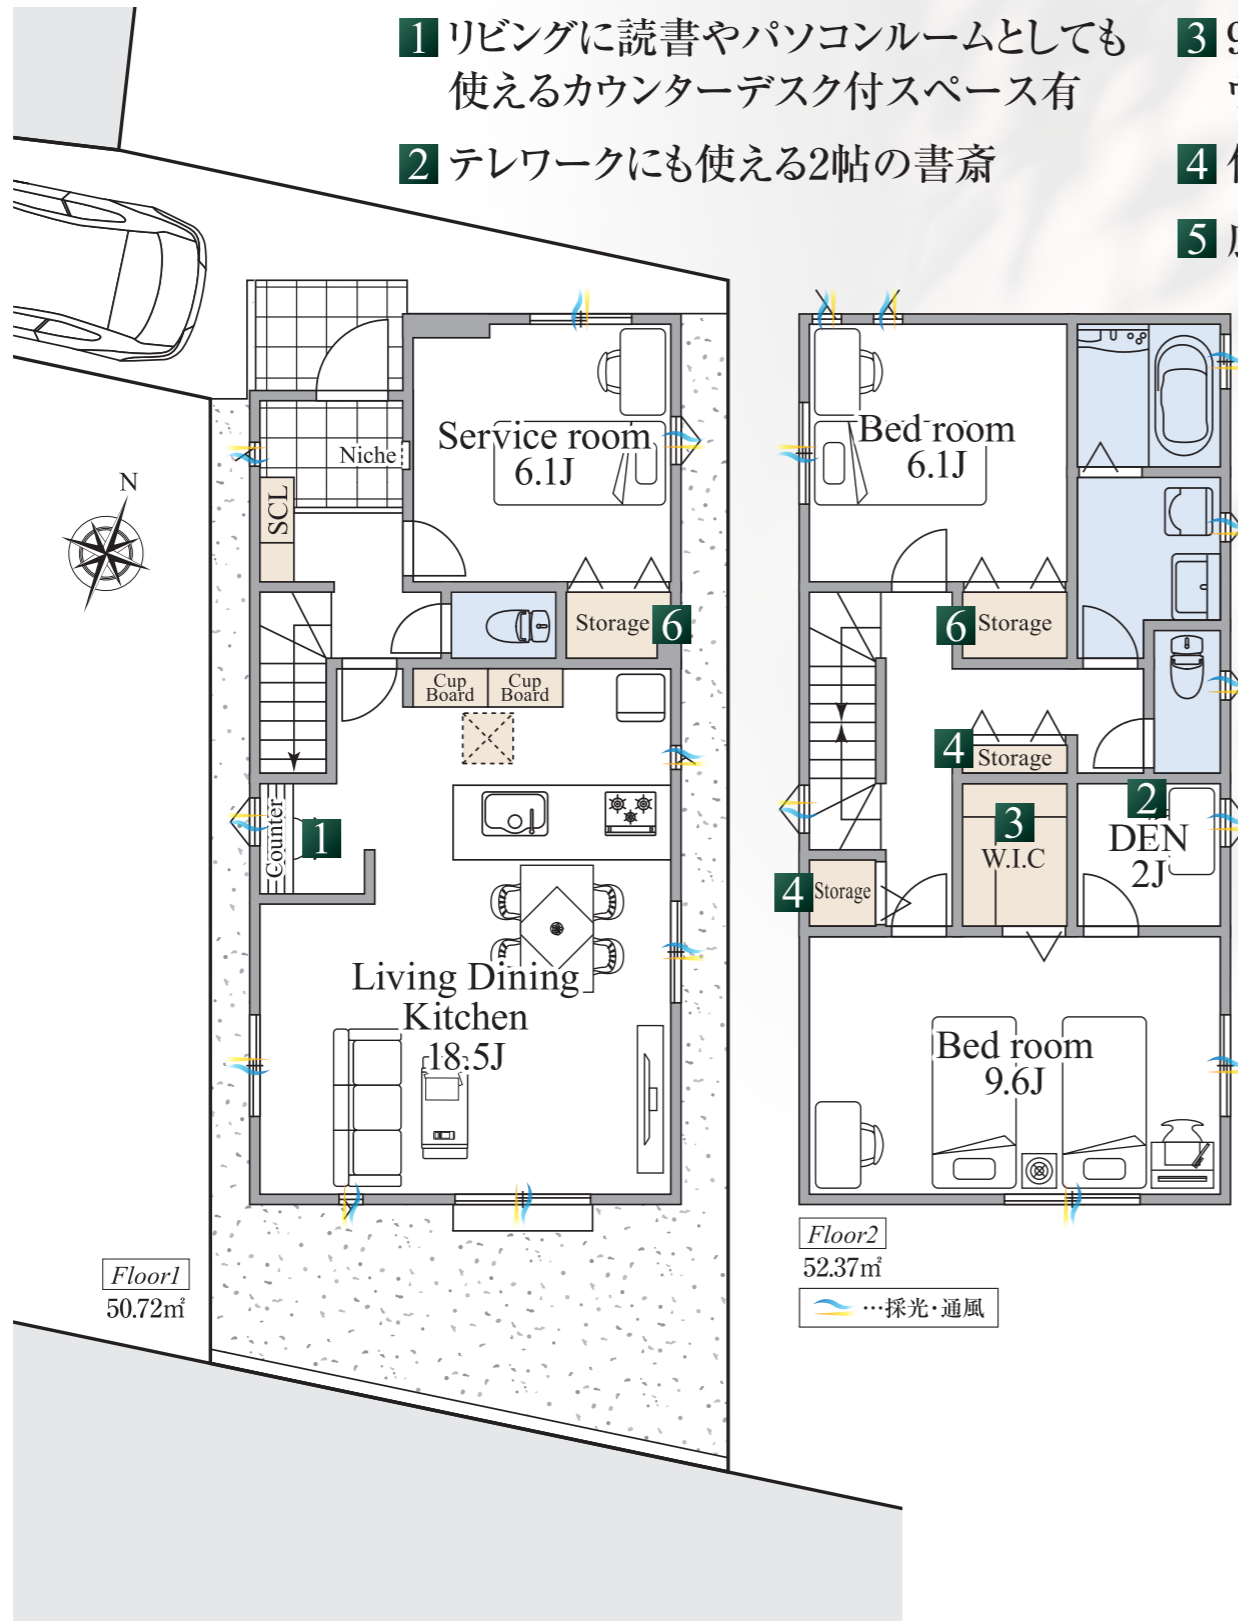 1 リビングに読書やパソコンルームとしても
使えるカウンターデスク付スペース有
2 テレワークにも使える2帖の書斎
3 9
4
5
N
Niche
SCL
Service room
6.1J
Storage 6
Cup
Board
Cup
Board
Counter
1
Living Dining
Kitchen
18.5J
Floor1
50.72㎡
Bed room
6.1J
6 Storage
4 Storage
2
DEN
2J
3
W.I.C
4 Storage
Bed room
9.6J
Floor2
52.37㎡
…採光・通風